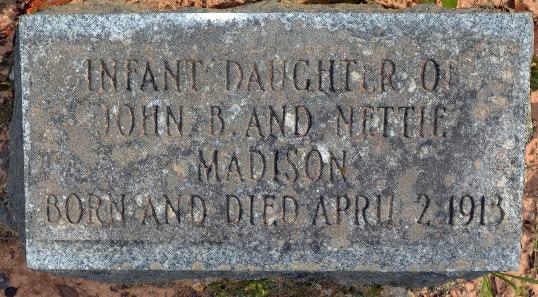 INFANT DAUGHTER OF
JOHN B. AND NETTIE
MADISON
BORN AND DIED APRIL 2 1913